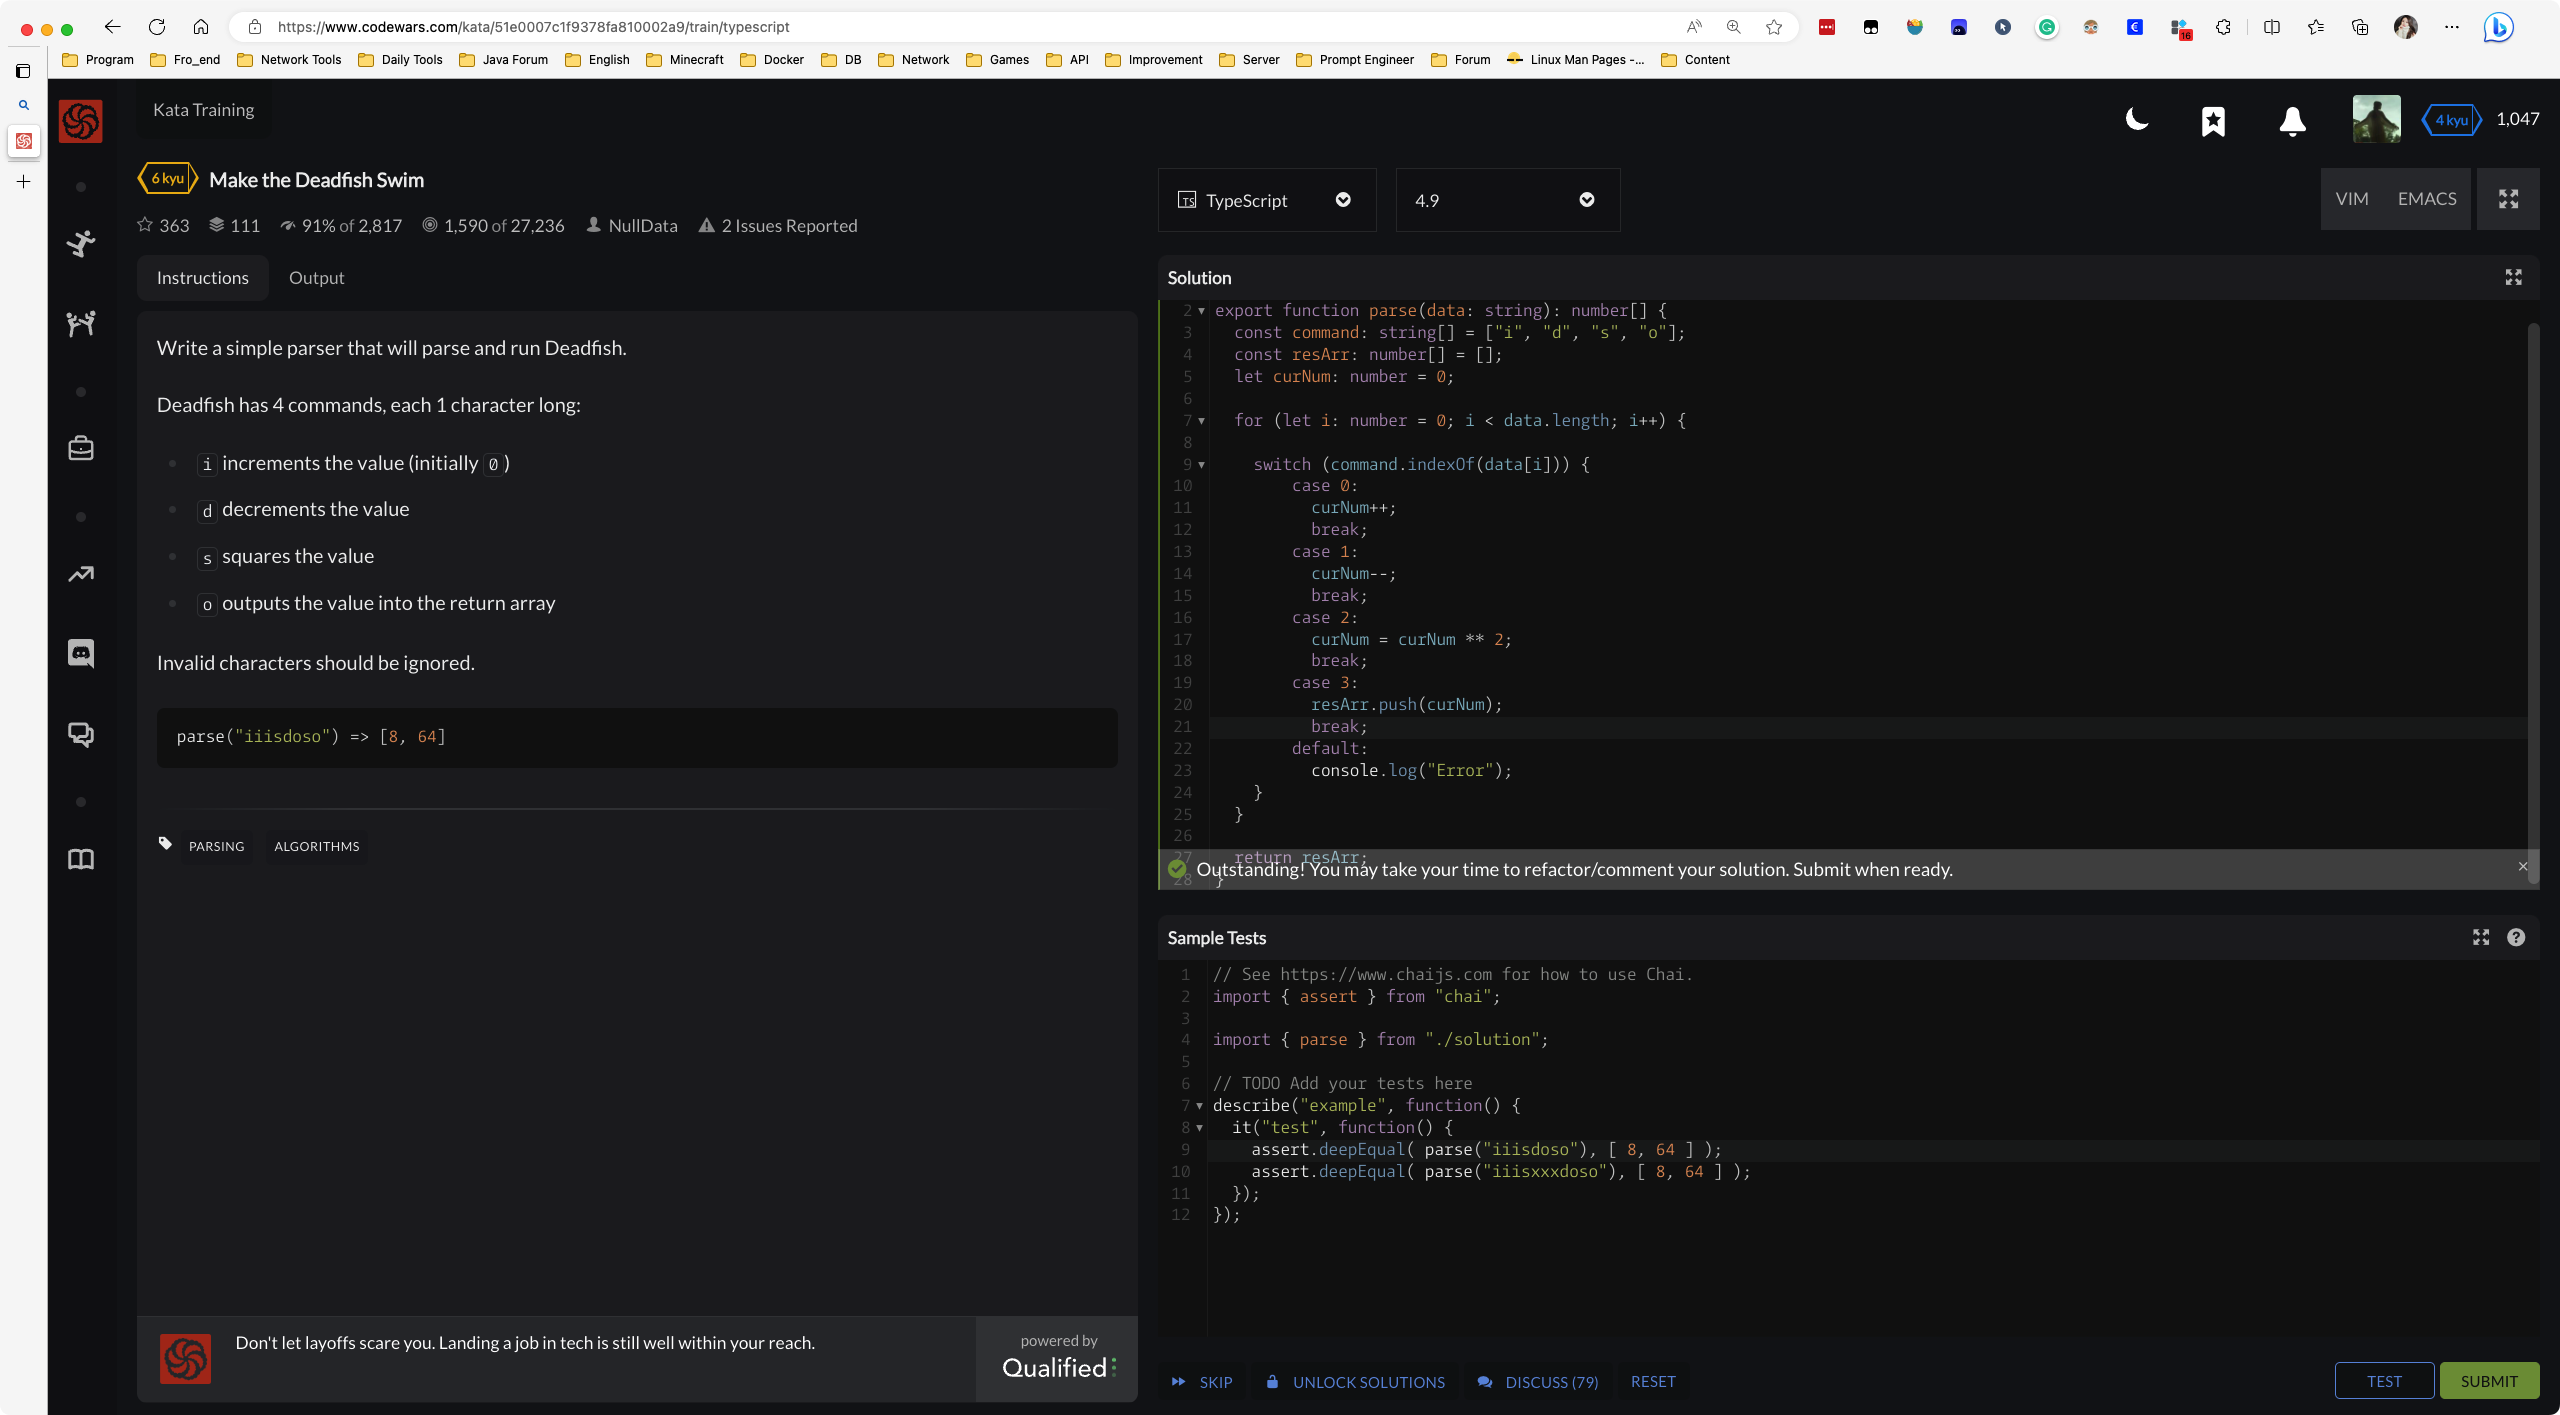 https://www.codewars.com/kata/51e0007c1f9378fa810002a9/train/typescript
Program Fro_end Network Tools Daily Tools Java Forum English Minecraft Docker DB Network Games API Improvement Server Prompt Engineer Forum Linux Man Pages -... Content
Kata Training
4 kyu 1,047
6 kyu Make the Deadfish Swim
363 111 91% of 2,817 1,590 of 27,236 NullData 2 Issues Reported
TypeScript 4.9 VIM EMACS
Instructions Output
Write a simple parser that will parse and run Deadfish.
Deadfish has 4 commands, each 1 character long:
i increments the value (initially 0)
d decrements the value
s squares the value
o outputs the value into the return array
Invalid characters should be ignored.
parse("iiisdoso") => [8, 64]
PARSING ALGORITHMS
Don't let layoffs scare you. Landing a job in tech is still well within your reach.
powered by
Qualified
Solution
2 export function parse(data: string): number[] {
3 const command: string[] = ["i", "d", "s", "o"];
4 const resArr: number[] = [];
5 let curNum: number = 0;
6
7 for (let i: number = 0; i < data.length; i++) {
8
9 switch (command.indexOf(data[i])) {
10 case 0:
11 curNum++;
12 break;
13 case 1:
14 curNum--;
15 break;
16 case 2:
17 curNum = curNum ** 2;
18 break;
19 case 3:
20 resArr.push(curNum);
21 break;
22 default:
23 console.log("Error");
24 }
25 }
26
27 return resArr;
28 }
Outstanding! You may take your time to refactor/comment your solution. Submit when ready.
Sample Tests
1 // See https://www.chaijs.com for how to use Chai.
2 import { assert } from "chai";
3
4 import { parse } from "./solution";
5
6 // TODO Add your tests here
7 describe("example", function() {
8 it("test", function() {
9 assert.deepEqual( parse("iiisdoso"), [ 8, 64 ] );
10 assert.deepEqual( parse("iiisxxxdoso"), [ 8, 64 ] );
11 });
12 });
SKIP UNLOCK SOLUTIONS DISCUSS (79) RESET TEST SUBMIT